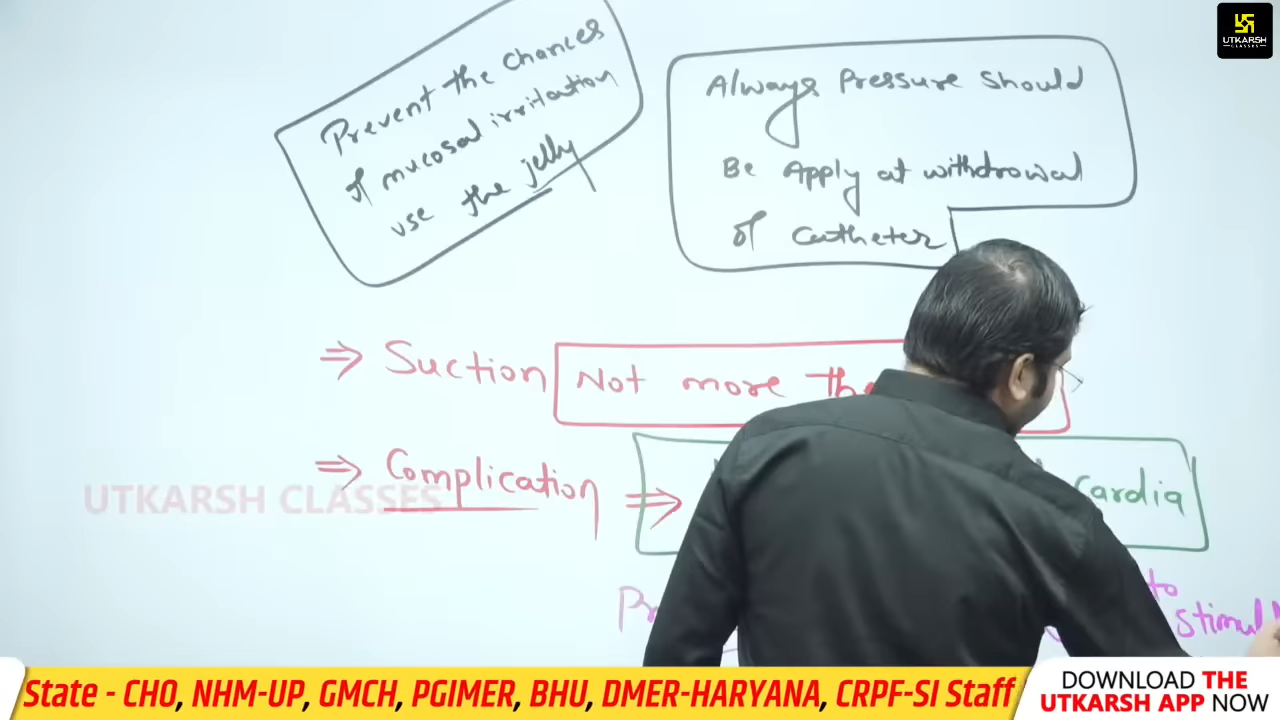 UTKARSH
CLASSES
Prevent the chances
of mucosal irritation
use the jelly
Always Pressure should
Be Apply at withdrawal
of catheter
⇒ Suction Not more
⇒ Complication ⇒ cardia
to
UTKARSH CLASSES
State - CHO, NHM-UP, GMCH, PGIMER, BHU, DMER-HARYANA, CRPF-SI Staff
DOWNLOAD THE
UTKARSH APP NOW